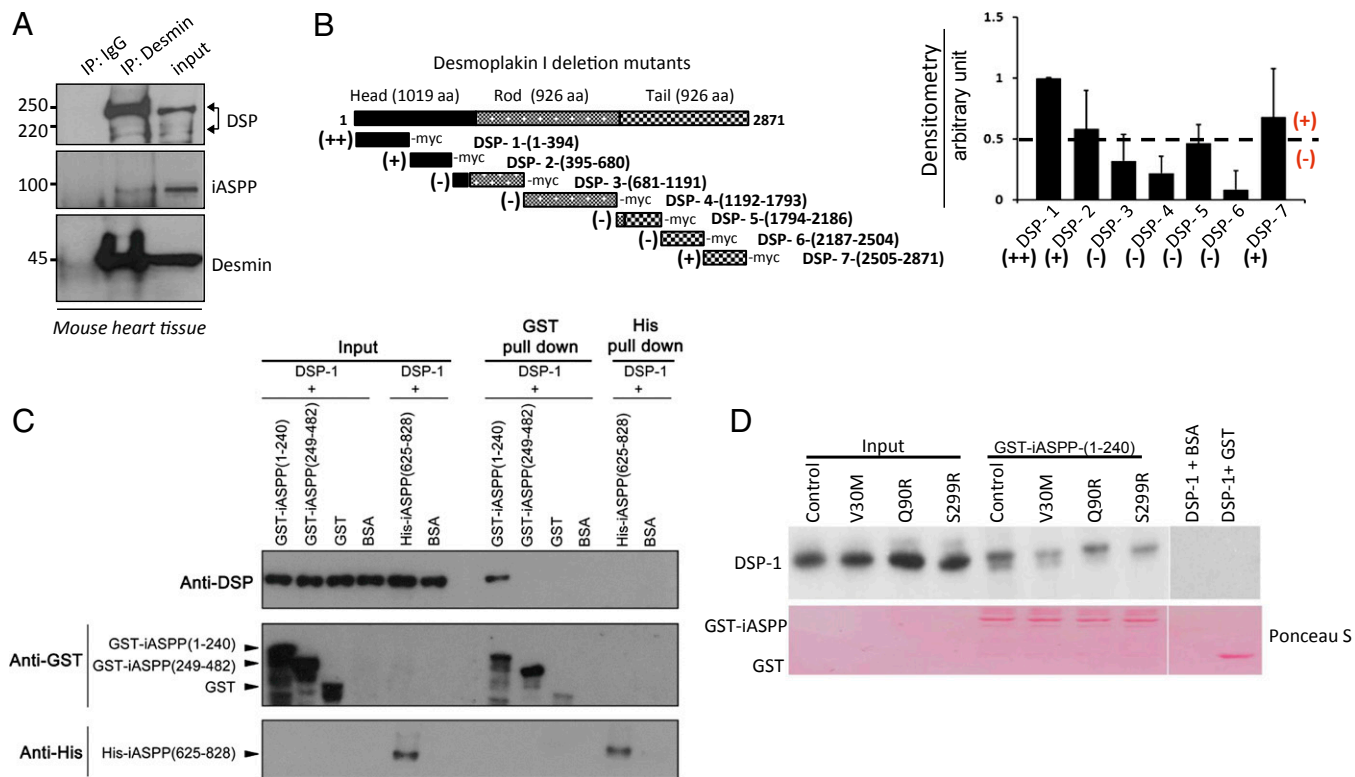 A
IP: IgG
IP: Desmin
input
250
220
DSP
100
iASPP
45
Desmin
Mouse heart tissue
B
Desmoplakin I deletion mutants
Head (1019 aa) Rod (926 aa) Tail (926 aa)
1 2871
(++) -myc DSP- 1-(1-394)
(+) -myc DSP- 2-(395-680)
(-) -myc DSP- 3-(681-1191)
(-) -myc DSP- 4-(1192-1793)
(-) -myc DSP- 5-(1794-2186)
(-) -myc DSP- 6-(2187-2504)
(+) -myc DSP- 7-(2505-2871)
Densitometry
arbitrary unit
1.5
1
0.5
0
(+)
(-)
DSP- 1 DSP- 2 DSP- 3 DSP- 4 DSP- 5 DSP- 6 DSP- 7
(++) (+) (-) (-) (-) (-) (+)
C
Input
GST
pull down
His
pull down
DSP-1
+
DSP-1
+
DSP-1
+
DSP-1
+
GST-iASPP(1-240)
GST-iASPP(249-482)
GST
BSA
His-iASPP(625-828)
BSA
GST-iASPP(1-240)
GST-iASPP(249-482)
GST
BSA
His-iASPP(625-828)
BSA
Anti-DSP
Anti-GST
GST-iASPP(1-240)
GST-iASPP(249-482)
GST
Anti-His
His-iASPP(625-828)
D
Input
GST-iASPP-(1-240)
Control
V30M
Q90R
S299R
Control
V30M
Q90R
S299R
DSP-1 + BSA
DSP-1+ GST
DSP-1
GST-iASPP
GST
Ponceau S